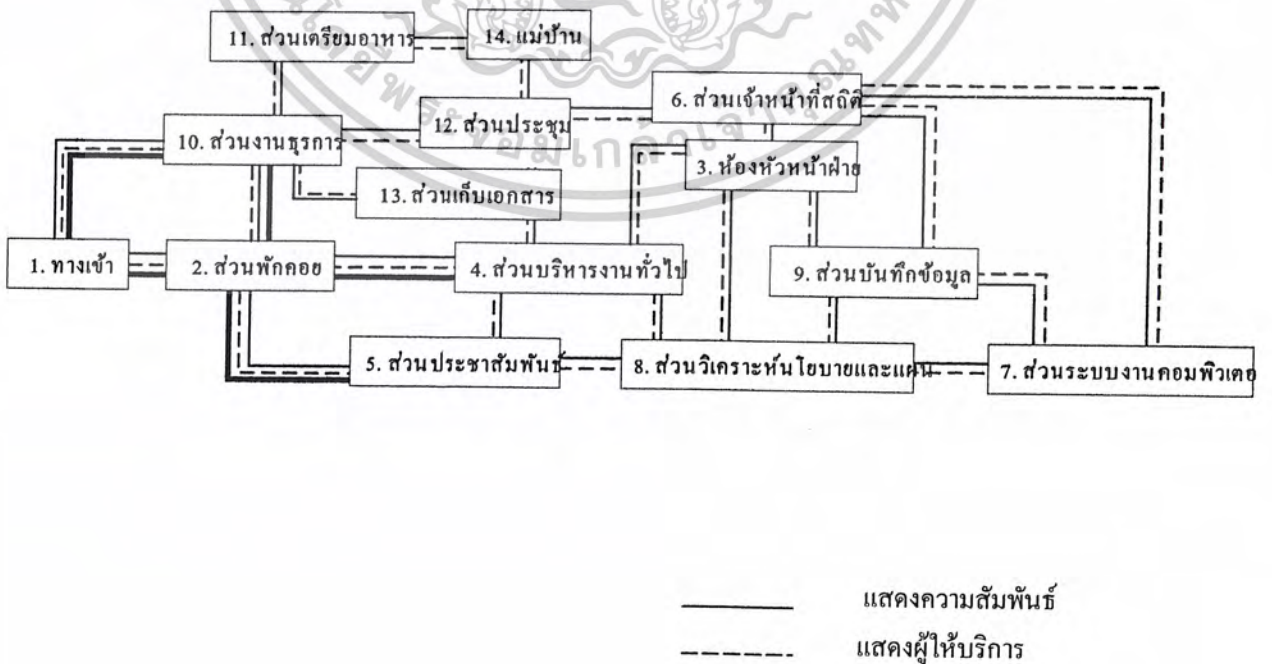 11. ส่วนเตรียมอาหาร
14. แม่บ้าน
6. ส่วนเจ้าหน้าที่สถิติ
12. ส่วนประชุม
10. ส่วนงานธุรการ
3. ห้องหัวหน้าฝ่าย
13. ส่วนเก็บเอกสาร
1. ทางเข้า
2. ส่วนพักคอย
4. ส่วนบริหารงานทั่วไป
9. ส่วนบันทึกข้อมูล
5. ส่วนประชาสัมพันธ์
8. ส่วนวิเคราะห์นโยบายและแผน
7. ส่วนระบบงานคอมพิวเตอ
แสดงความสัมพันธ์
แสดงผู้ให้บริการ